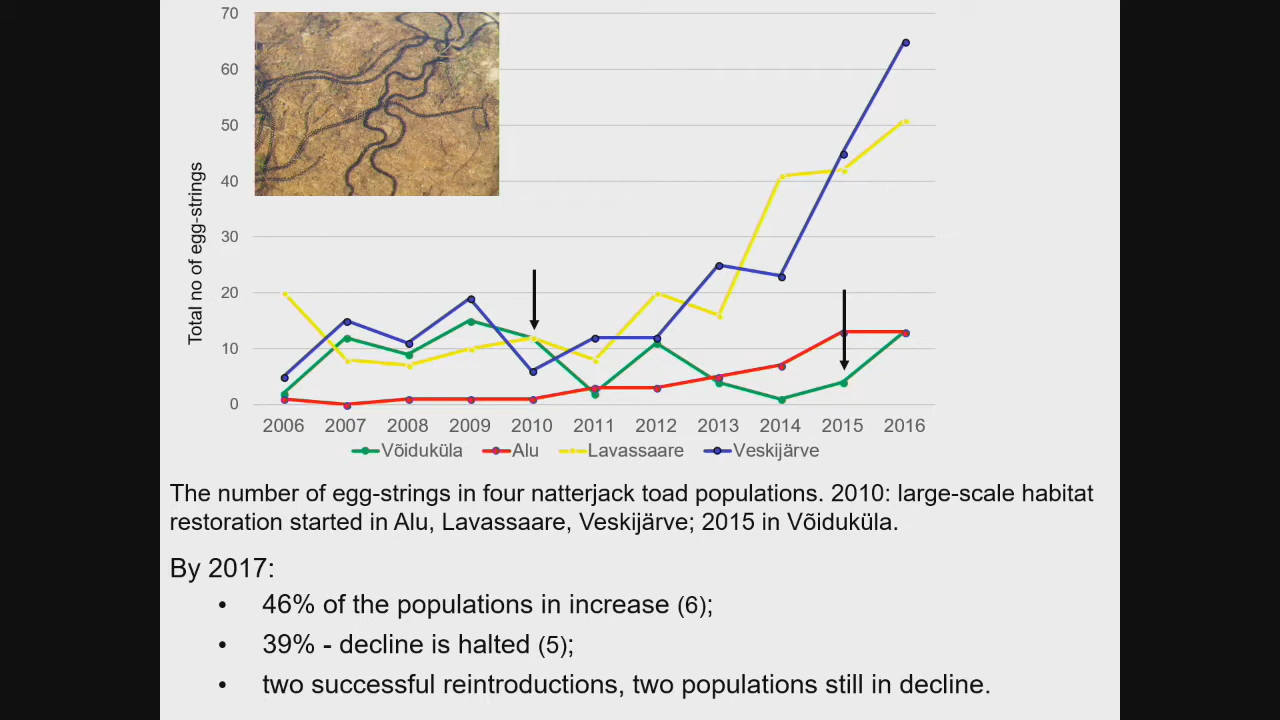 70
60
50
40
30
20
10
0
Total no of egg-strings
2006 2007 2008 2009 2010 2011 2012 2013 2014 2015 2016
Võiduküla Alu Lavassaare Veskijärve
The number of egg-strings in four natterjack toad populations. 2010: large-scale habitat
restoration started in Alu, Lavassaare, Veskijärve; 2015 in Võiduküla.
By 2017:
• 46% of the populations in increase (6);
• 39% - decline is halted (5);
• two successful reintroductions, two populations still in decline.